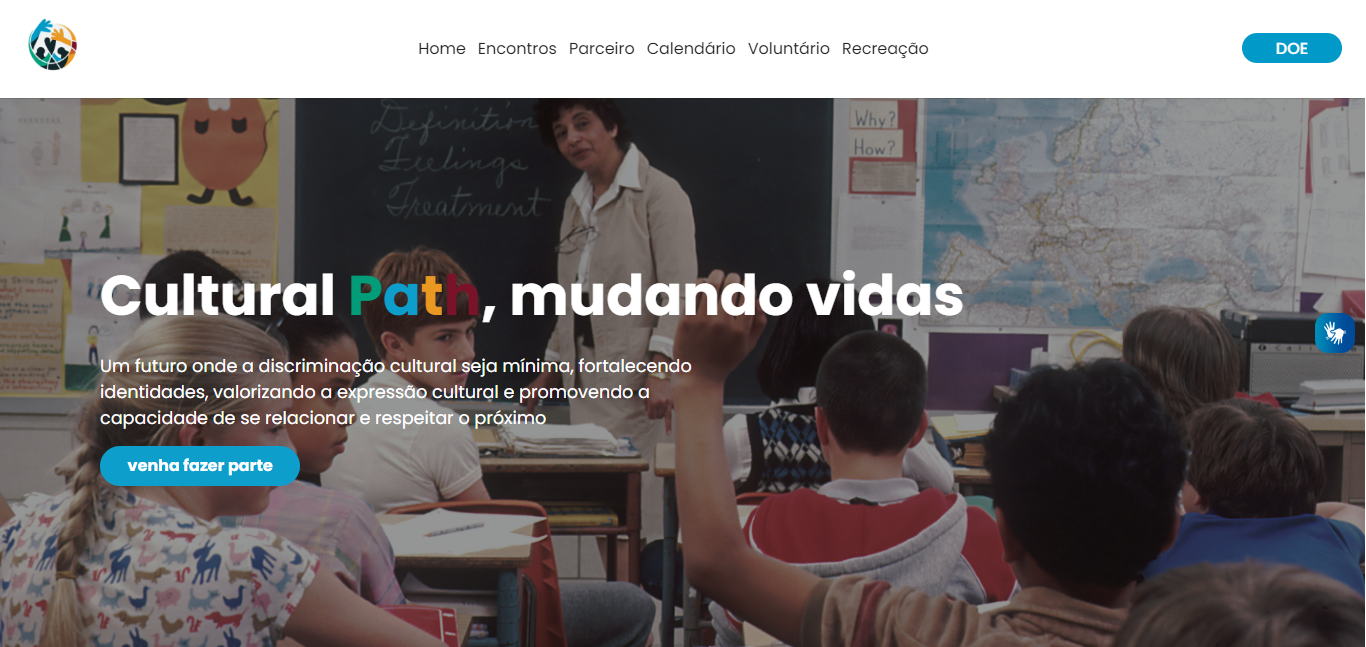 Home Encontros Parceiro Calendário Voluntário Recreação
DOE
Definition
Feelings
Treatment
Why?
How?
Cultural Path, mudando vidas
Um futuro onde a discriminação cultural seja mínima, fortalecendo
identidades, valorizando a expressão cultural e promovendo a
capacidade de se relacionar e respeitar o próximo
venha fazer parte